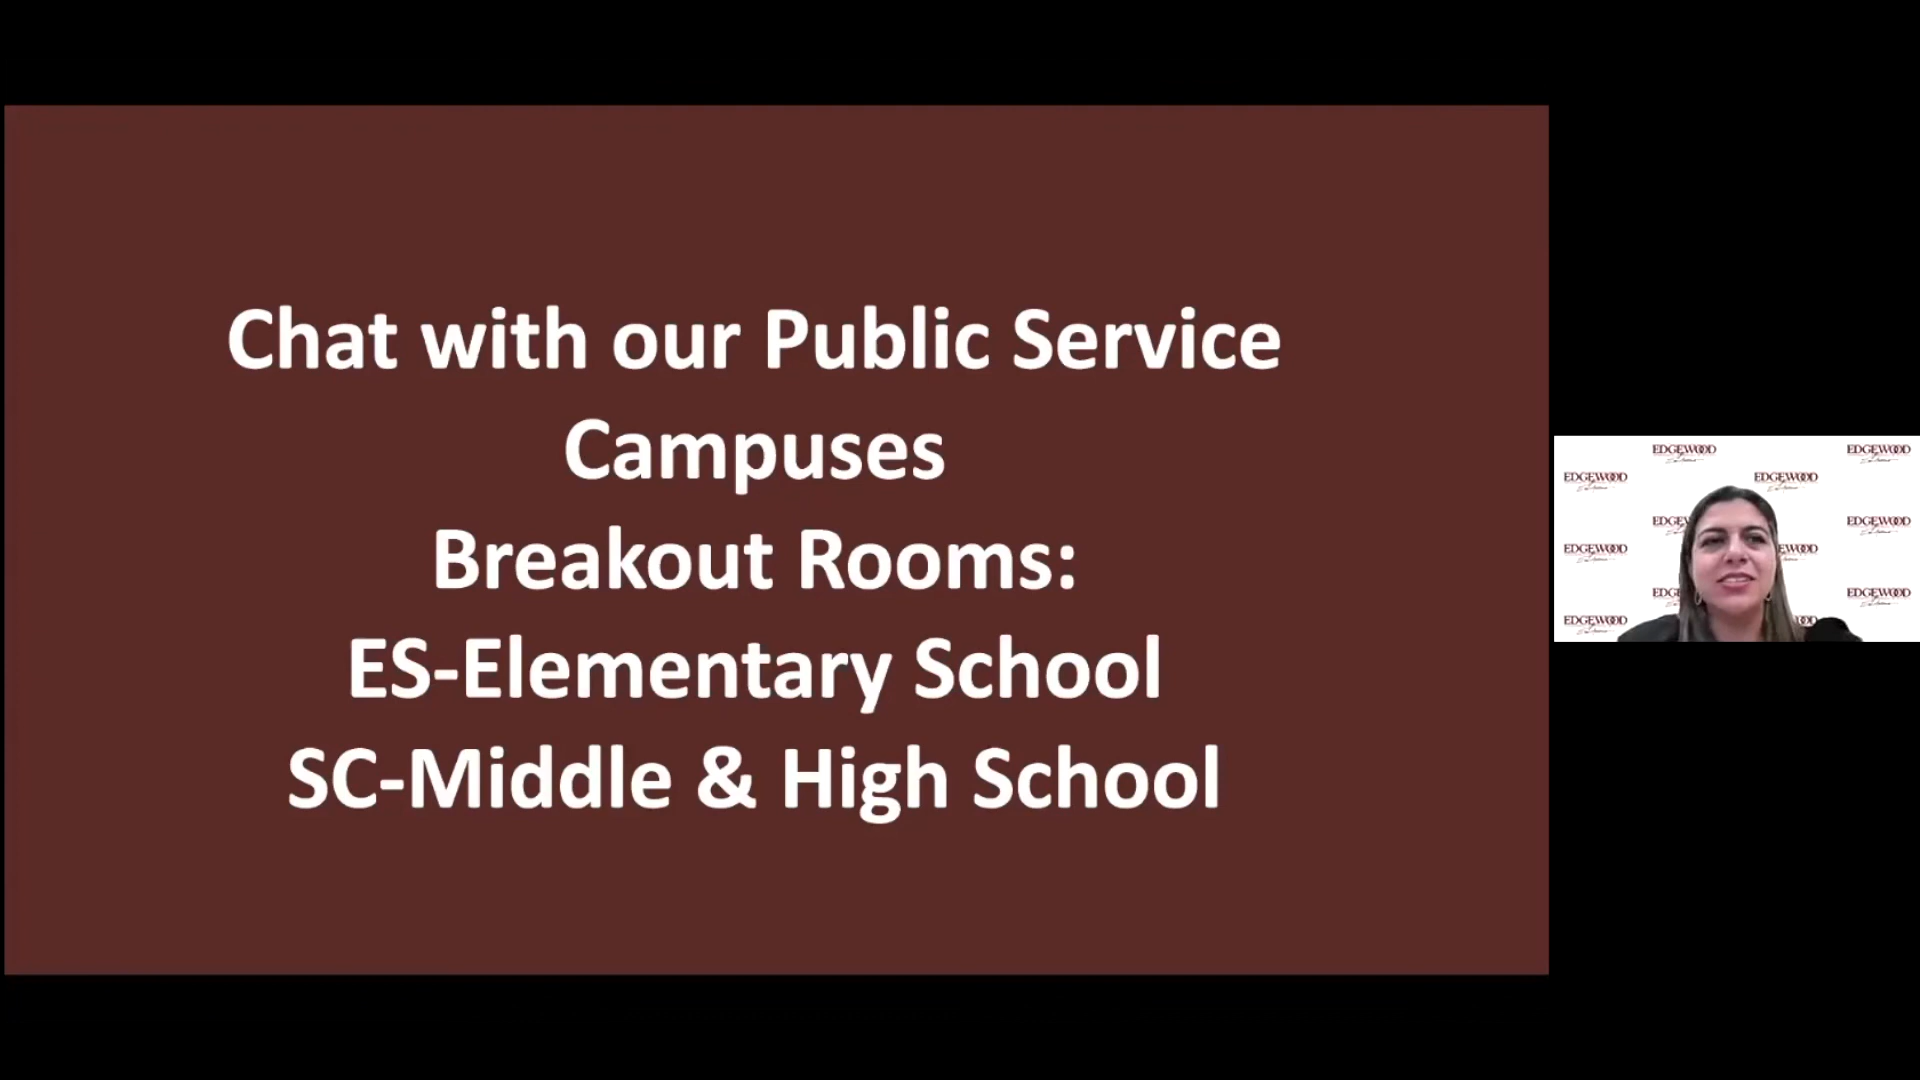 Chat with our Public Service
Campuses
Breakout Rooms:
ES-Elementary School
SC-Middle & High School
EDGEWOOD
EDGEWOOD
EDGEWOOD
EDGEWOOD
EDGEWOOD
EDGEWOOD
EDGEWOOD
EDGEWOOD